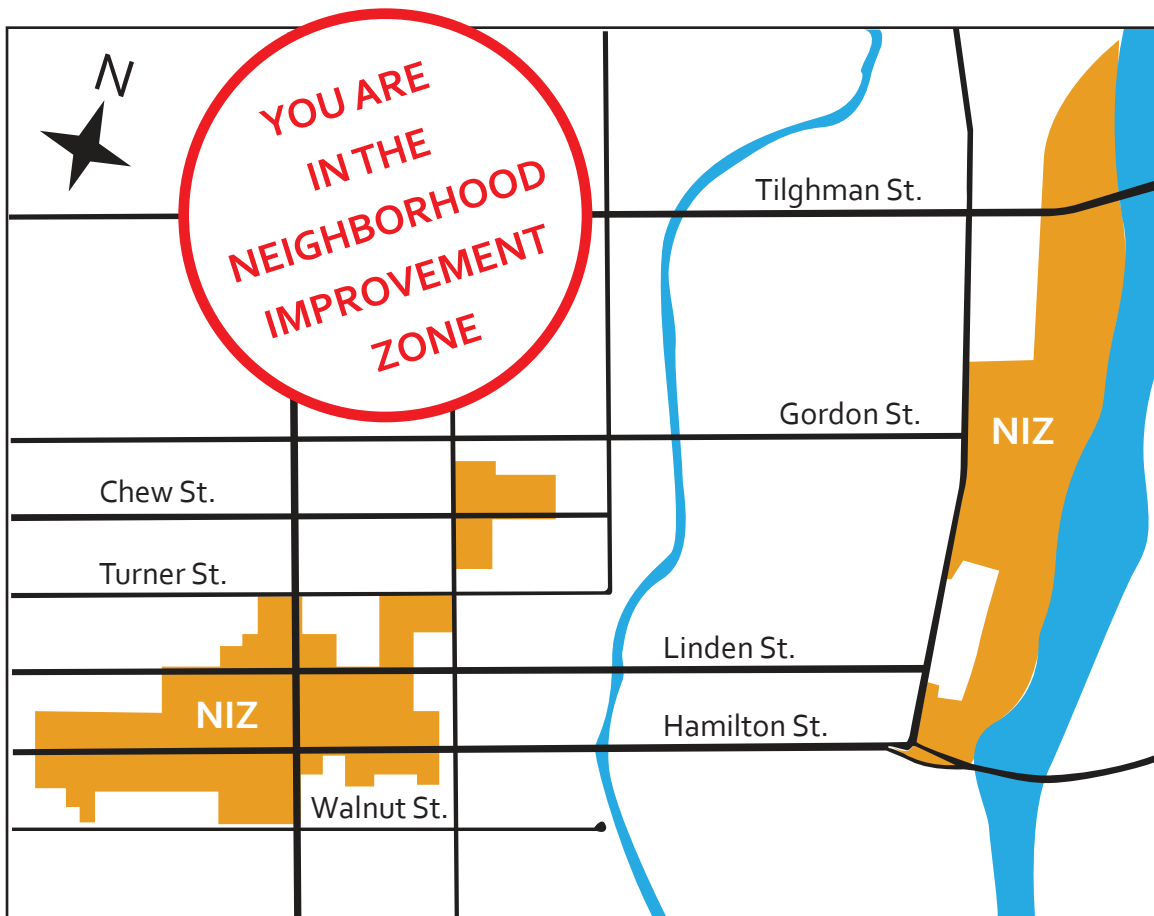 N
YOU ARE
IN THE
NEIGHBORHOOD
IMPROVEMENT
ZONE
Tilghman St.
Gordon St.
NIZ
Chew St.
Turner St.
Linden St.
NIZ
Hamilton St.
Walnut St.